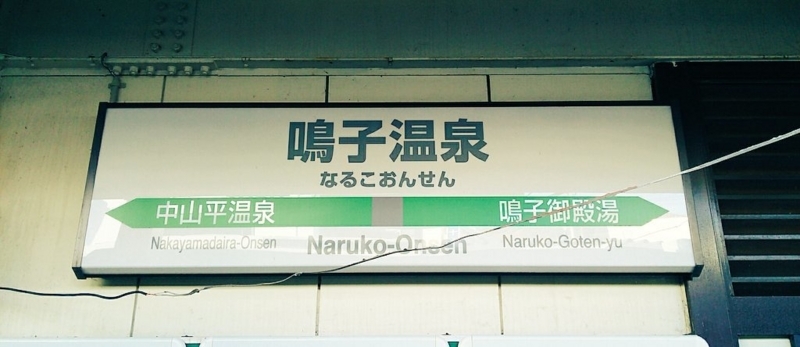 鳴子温泉
なるこおんせん
中山平温泉 鳴子御殿湯
Nakayamadaira-Onsen Naruko-Onsen Naruko-Goten-yu